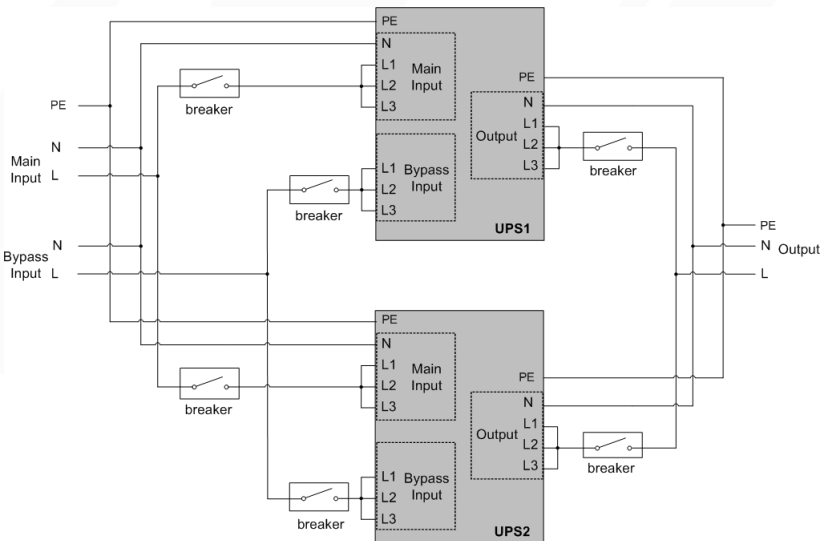 PE
N
L1
Main
L2
Input
L3
breaker
PE
PE
N
L1
Output
L2
L3
breaker
N
Main
Input L
L1
Bypass
L2
Input
L3
breaker
UPS1
PE
N
Output
L
N
Bypass
Input L
PE
N
L1
Main
L2
Input
L3
breaker
PE
N
L1
Output
L2
L3
breaker
L1
Bypass
L2
Input
L3
breaker
UPS2